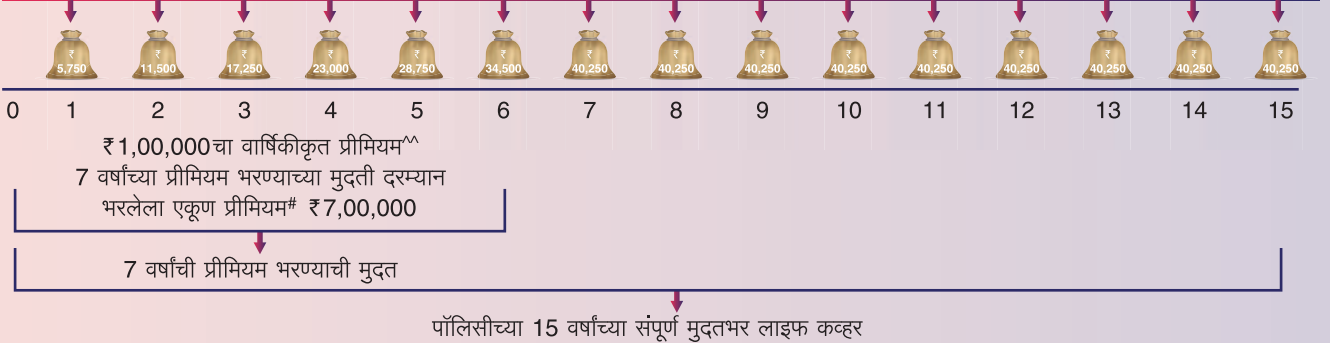 ₹ ₹ ₹ ₹ ₹ ₹ ₹ ₹ ₹ ₹ ₹ ₹ ₹ ₹ ₹
5,750 11,500 17,250 23,000 28,750 34,500 40,250 40,250 40,250 40,250 40,250 40,250 40,250 40,250 40,250
0 1 2 3 4 5 6 7 8 9 10 11 12 13 14 15
₹1,00,000चा वार्षिकीकृत प्रीमियम^^
7 वर्षांच्या प्रीमियम भरण्याच्या मुदती दरम्यान
भरलेला एकूण प्रीमियम# ₹7,00,000
7 वर्षांची प्रीमियम भरण्याची मुदत
पॉलिसीच्या 15 वर्षांच्या संपूर्ण मुदतभर लाइफ कव्हर